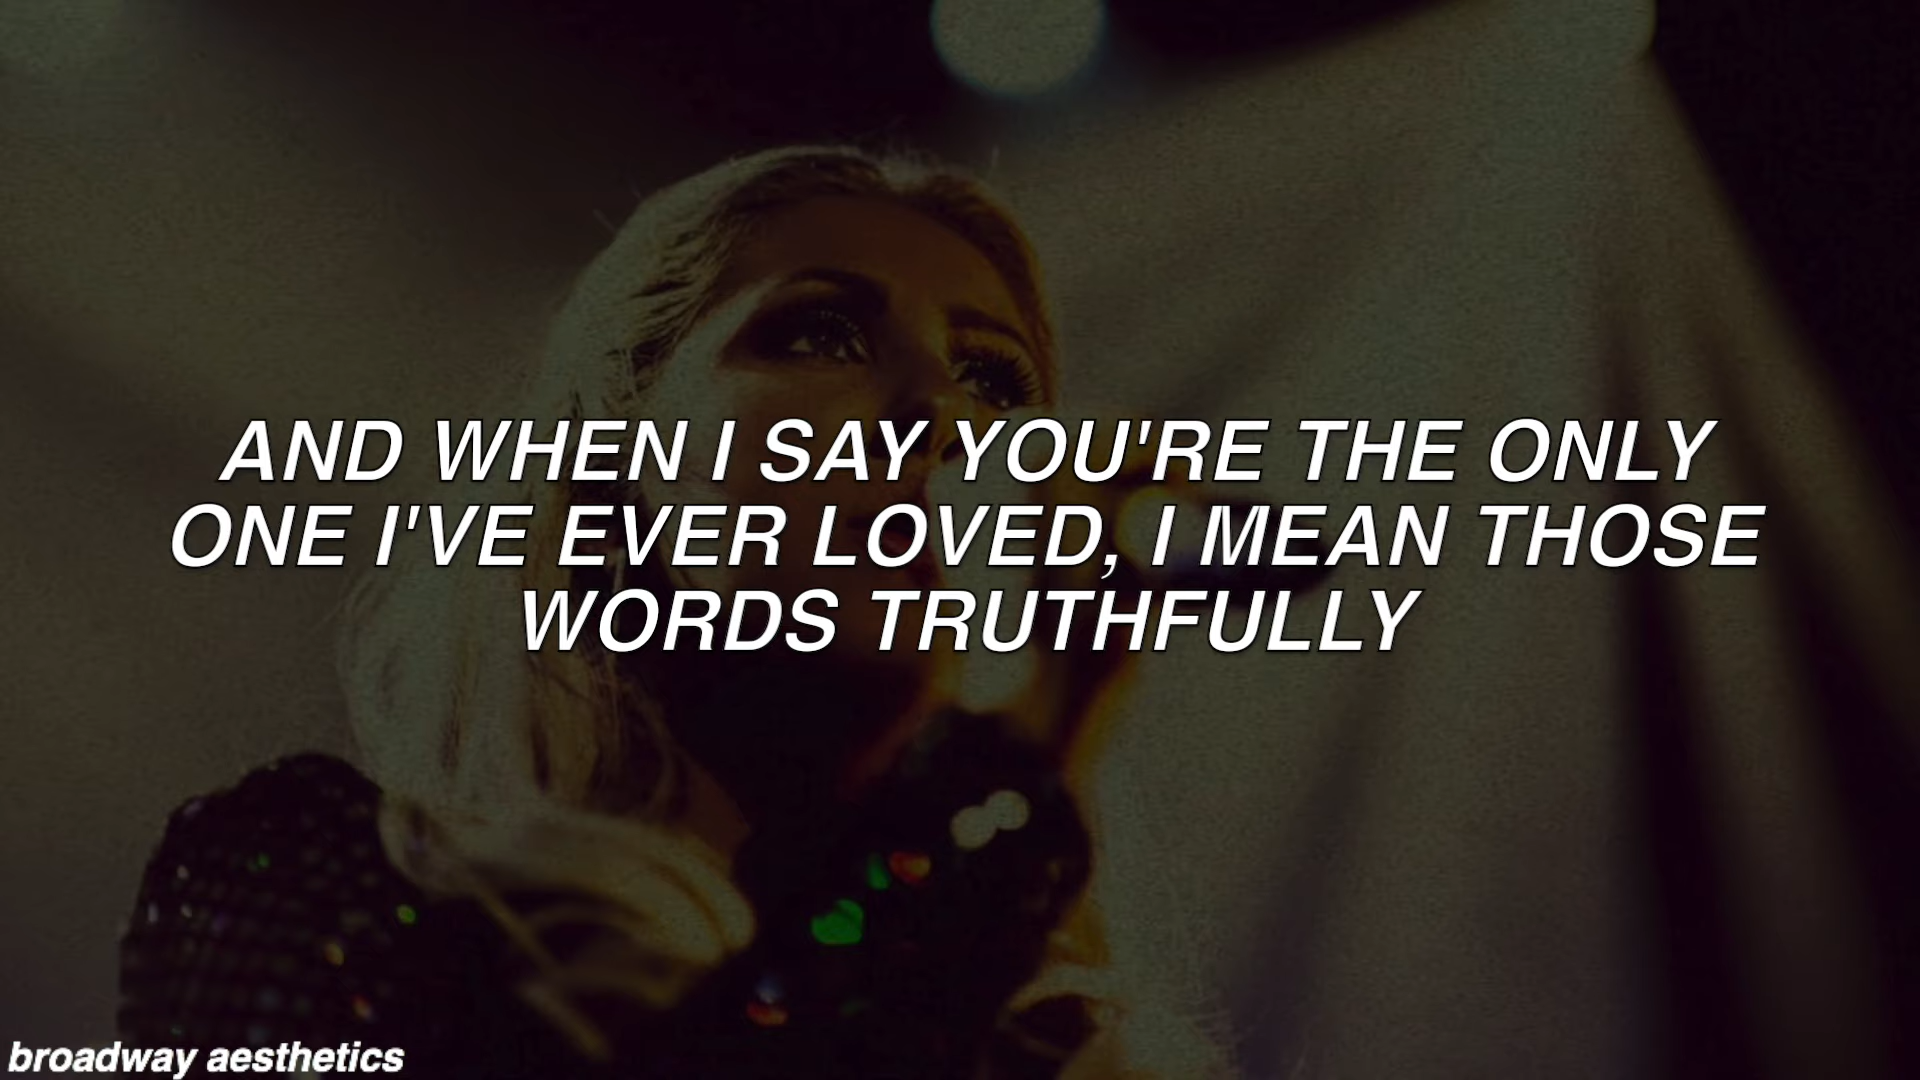 AND WHEN I SAY YOU'RE THE ONLY
ONE I'VE EVER LOVED, I MEAN THOSE
WORDS TRUTHFULLY
broadway aesthetics